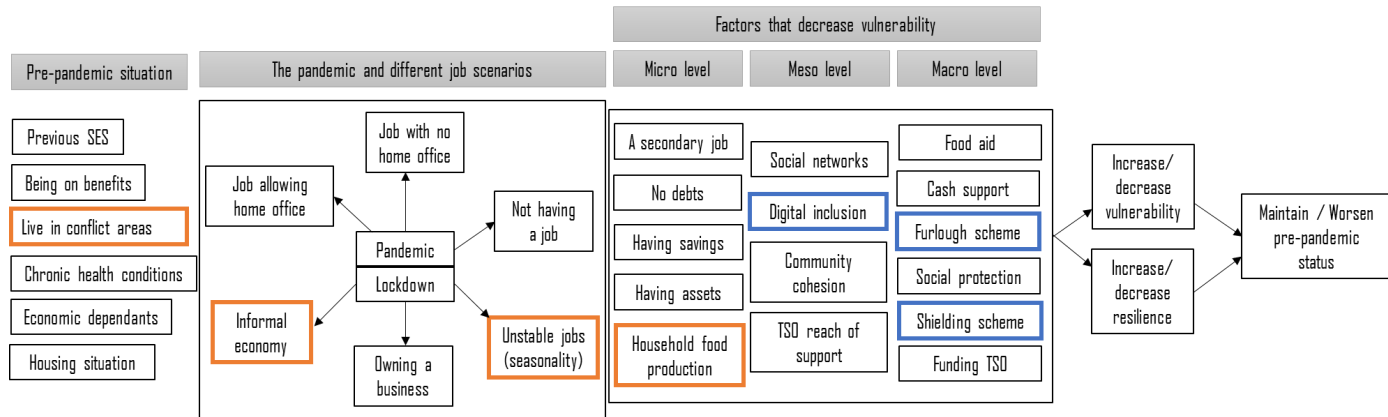 Factors that decrease vulnerability
Pre-pandemic situation
The pandemic and different job scenarios
Micro level
Meso level
Macro level
Previous SES
Being on benefits
Live in conflict areas
Chronic health conditions
Economic dependants
Housing situation
Job with no
home office
Job allowing
home office
Not having
a job
Pandemic
Lockdown
Informal
economy
Owning a
business
Unstable jobs
(seasonality)
A secondary job
No debts
Having savings
Having assets
Household food
production
Social networks
Digital inclusion
Community
cohesion
TSO reach of
support
Food aid
Cash support
Furlough scheme
Social protection
Shielding scheme
Funding TSO
Increase/
decrease
vulnerability
Increase/
decrease
resilience
Maintain / Worsen
pre-pandemic
status